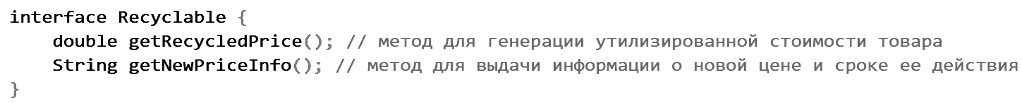 interface Recyclable {
    double getRecycledPrice(); // метод для генерации утилизированной стоимости товара
    String getNewPriceInfo(); // метод для выдачи информации о новой цене и сроке ее действия
}